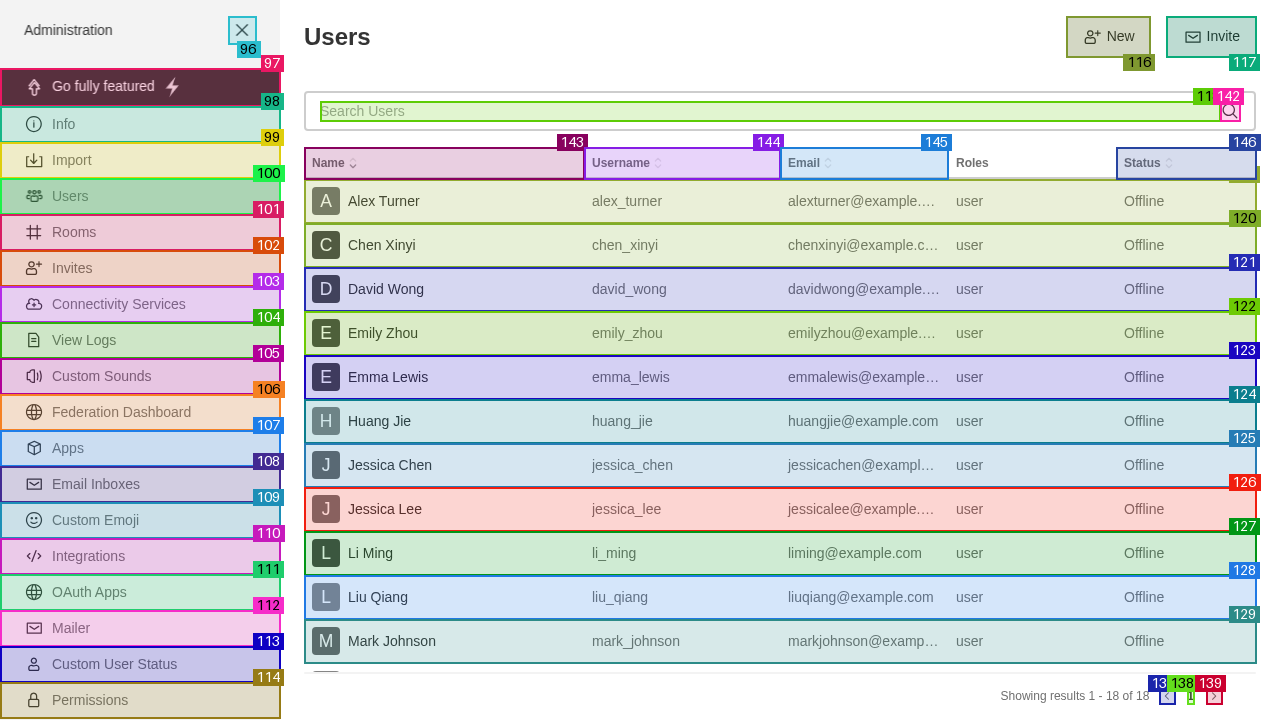 Administration
96
97
Go fully featured
98
Info
99
Import
100
Users
101
Rooms
102
Invites
103
Connectivity Services
104
View Logs
105
Custom Sounds
106
Federation Dashboard
107
Apps
108
Email Inboxes
109
Custom Emoji
110
Integrations
111
OAuth Apps
112
Mailer
113
Custom User Status
114
Permissions
Users
New
116
Invite
117
Search Users
142
143 144 145 146
Name Username Email Roles Status
Alex Turner alex_turner alexturner@example.… user Offline
120
Chen Xinyi chen_xinyi chenxinyi@example.c… user Offline
121
David Wong david_wong davidwong@example.… user Offline
122
Emily Zhou emily_zhou emilyzhou@example.… user Offline
123
Emma Lewis emma_lewis emmalewis@example… user Offline
124
Huang Jie huang_jie huangjie@example.com user Offline
125
Jessica Chen jessica_chen jessicachen@exampl… user Offline
126
Jessica Lee jessica_lee jessicalee@example.… user Offline
127
Li Ming li_ming liming@example.com user Offline
128
Liu Qiang liu_qiang liuqiang@example.com user Offline
129
Mark Johnson mark_johnson markjohnson@examp… user Offline
138 139
Showing results 1 - 18 of 18 1